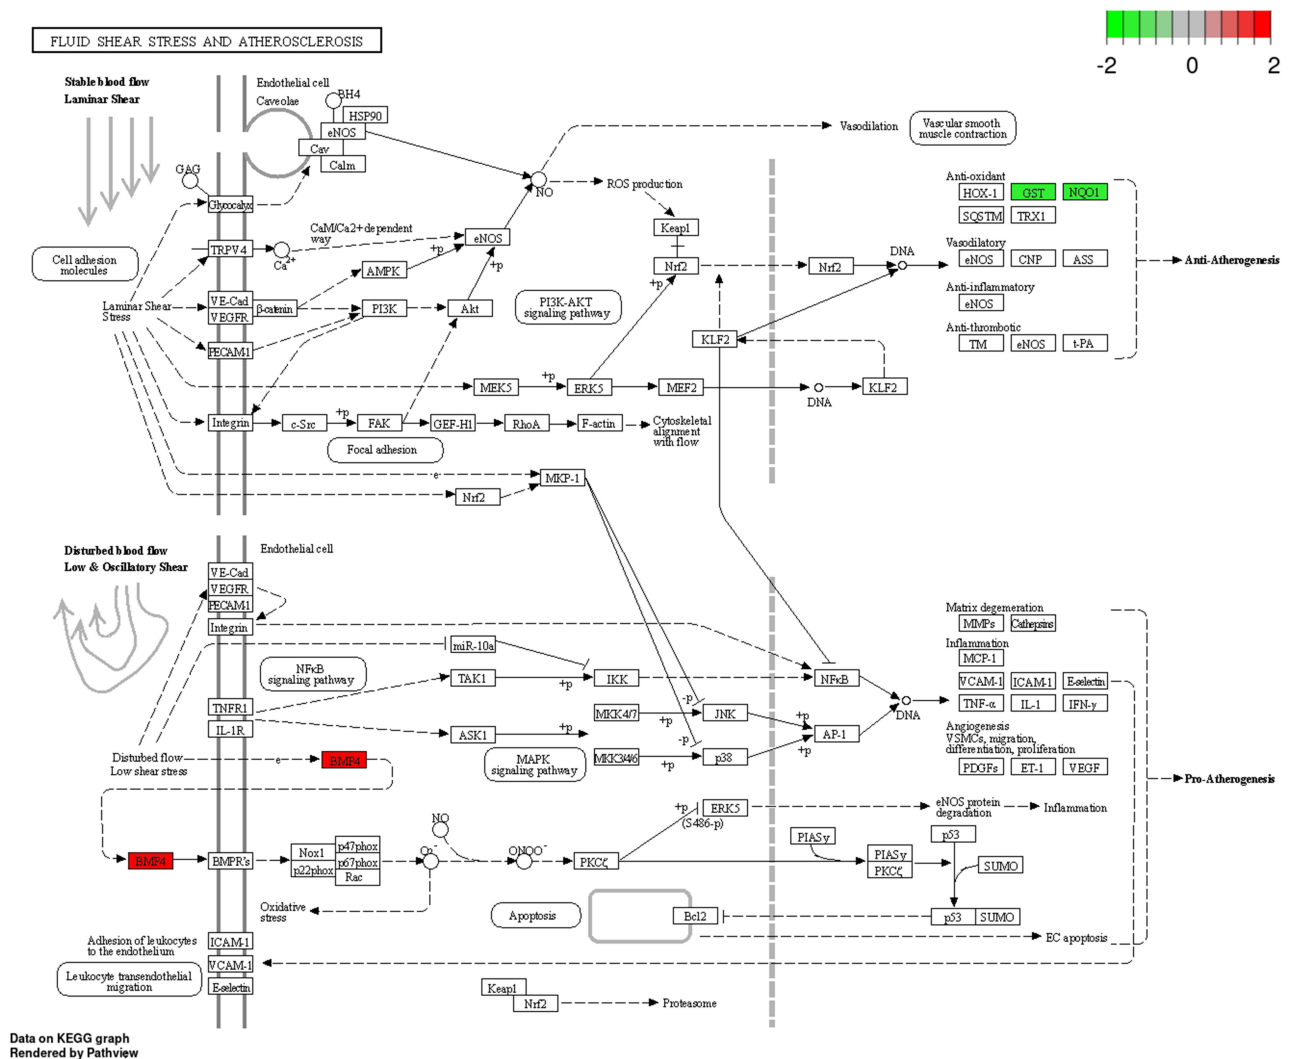 FLUID SHEAR STRESS AND ATHEROSCLEROSIS
-2 0 2
Stable blood flow
Laminar Shear
Endothelial cell
Caveolae
BH4
HSP90
eNOS
Cav
Calm
Vasodilation
Vascular smooth
muscle contraction
GAG
Glycocalyx
NO
ROS production
Anti-oxidant
HOX-1
GST
NQO1
SQSTM
TRX1
Keap1
Cell adhesion
molecules
TRPV4
Ca2+
CaM/Ca2+ dependent
way
eNOS
+p
AMPK
+p
Nrf2
+p
Nrf2
DNA
Vasodilatory
eNOS
CNP
ASS
Anti-Atherogenesis
Anti-inflammatory
eNOS
Laminar Shear
Stress
VE-Cad
VEGFR
β-catenin
PI3K
Akt
PI3K-AKT
signaling pathway
Anti-thrombotic
TM
eNOS
t-PA
PECAM1
KLF2
MEK5
+p
ERK5
MEF2
DNA
KLF2
Integrin
c-Src
+p
FAK
GEF-H1
RhoA
F-actin
Cytoskeletal
alignment
with flow
Focal adhesion
e
MKP-1
Nrf2
Disturbed blood flow
Low & Oscillatory Shear
Endothelial cell
VE-Cad
VEGFR
PECAM1
Integrin
Matrix degeneration
MMPs
Cathepsins
Inflammation
MCP-1
VCAM-1
ICAM-1
E-selectin
TNF-α
IL-1
IFN-γ
miR-10a
NFκB
signaling pathway
TAK1
+p
IKK
NFκB
DNA
TNFR1
IL-1R
MKK4/7
+p
-p
JNK
+p
AP-1
ASK1
+p
MAPK
signaling pathway
MKK3/4/6
+p
-p
p38
+p
Angiogenesis
VSMCs, migration,
differentiation, proliferation
PDGFs
ET-1
VEGF
Pro-Atherogenesis
Disturbed flow
Low shear stress
e
BMP4
+p
(S486-p)
ERK5
eNOS protein
degradation
Inflammation
BMP4
BMPR's
Nox1
p22phox
p47phox
p67phox
Rac
O2-
NO
ONOO-
PKCζ
PIASγ
PIASγ
PKCζ
p53
SUMO
Oxidative
stress
Apoptosis
Bcl2
p53
SUMO
EC apoptosis
Adhesion of leukocytes
to the endothelium
ICAM-1
VCAM-1
E-selectin
Leukocyte transendothelial
migration
Keap1
Nrf2
Proteasome
Data on KEGG graph
Rendered by Pathview